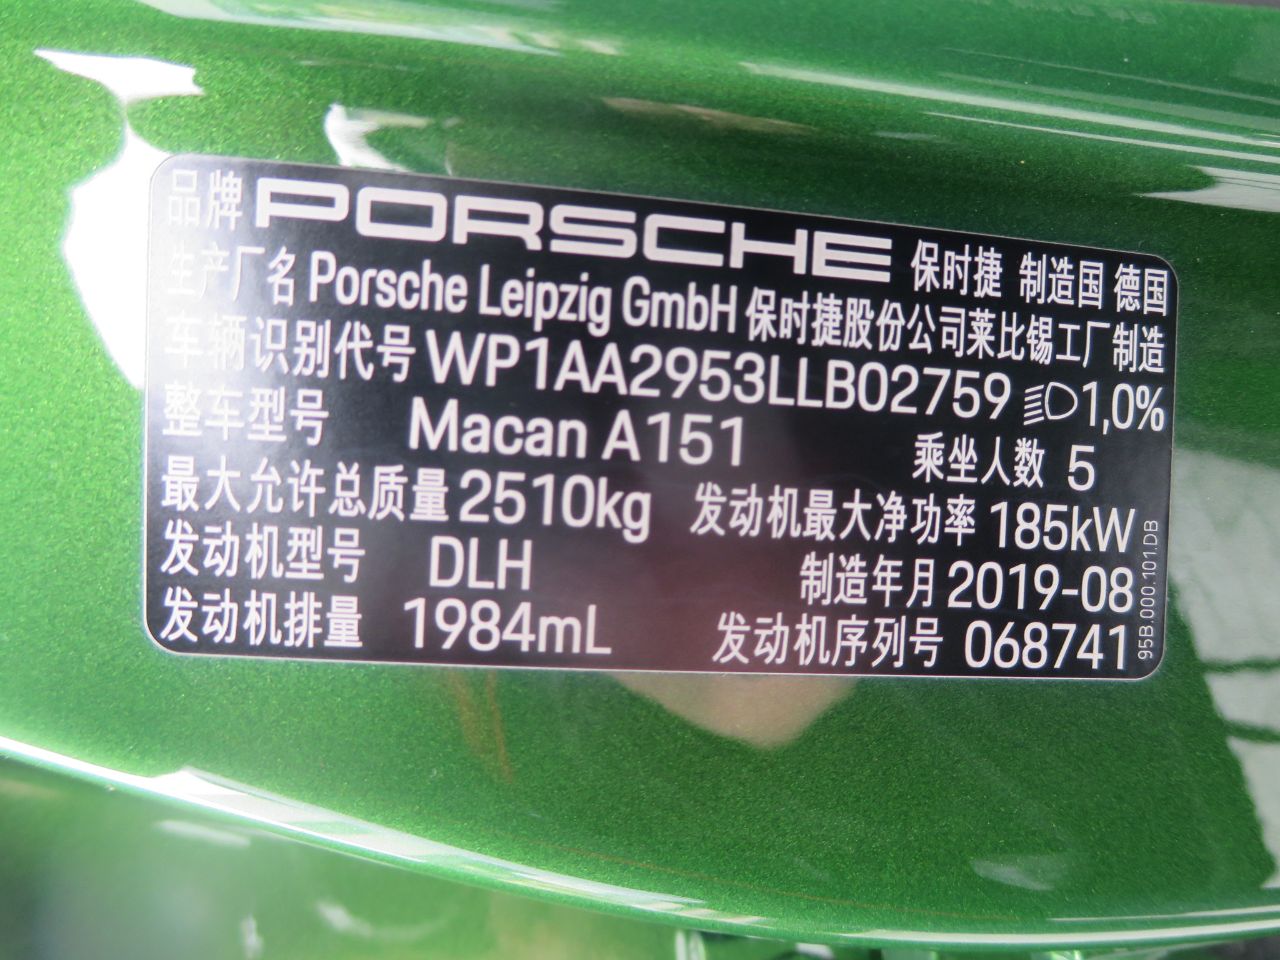 品牌 PORSCHE 保时捷 制造国 德国
生产厂名 Porsche Leipzig GmbH 保时捷股份公司莱比锡工厂制造
车辆识别代号 WP1AA2953LLB02759 1,0%
整车型号 Macan A151 乘坐人数 5
最大允许总质量 2510kg 发动机最大净功率 185kW
发动机型号 DLH 制造年月 2019-08
发动机排量 1984mL 发动机序列号 068741
95B.000.101.DB